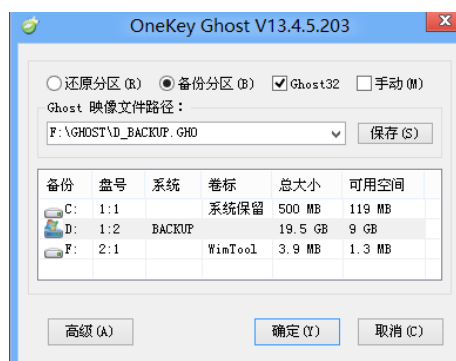 OneKey Ghost V13.4.5.203
还原分区(R) 备份分区(B) Ghost32 手动(M)
Ghost 映像文件路径：
F:\GHOST\D_BACKUP.GHO 保存(S)
备份 盘号 系统 卷标 总大小 可用空间
C: 1:1 系统保留 500 MB 119 MB
D: 1:2 BACKUP 19.5 GB 9 GB
F: 2:1 WimTool 3.9 MB 1.3 MB
高级(A) 确定(Y) 取消(C)